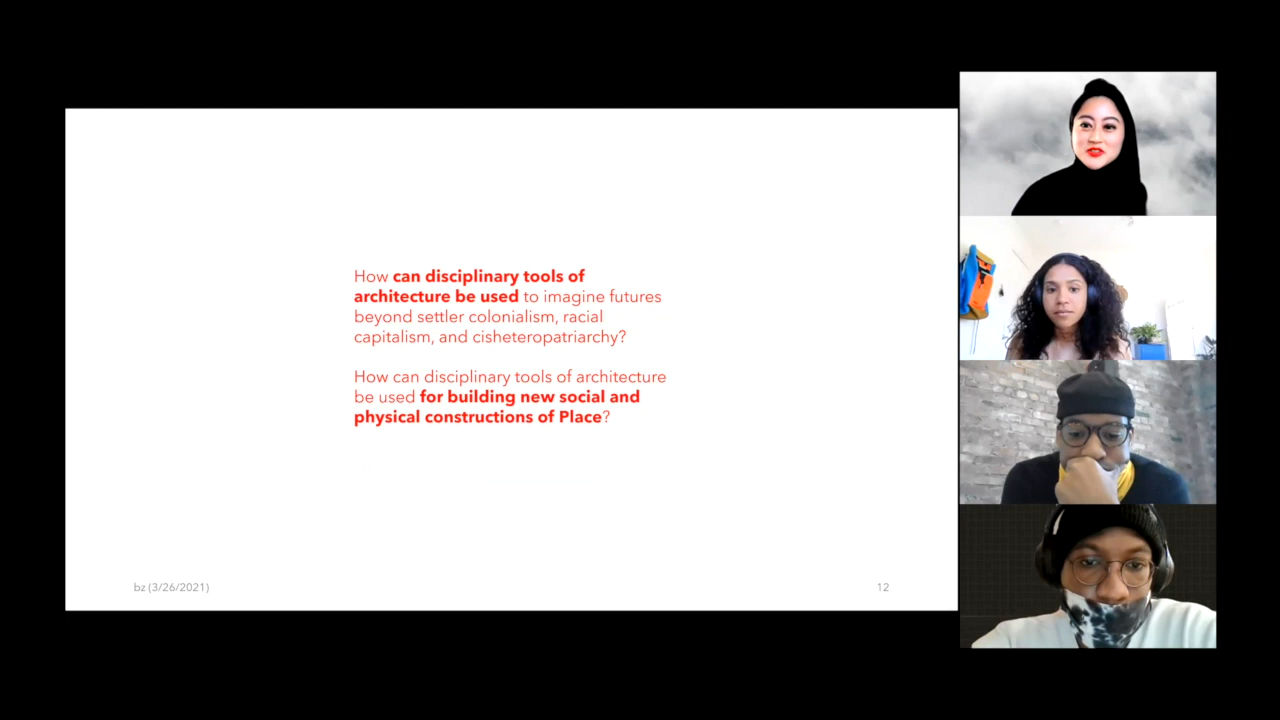 How can disciplinary tools of
architecture be used to imagine futures
beyond settler colonialism, racial
capitalism, and cisheteropatriarchy?
How can disciplinary tools of architecture
be used for building new social and
physical constructions of Place?
bz (3/26/2021)
12